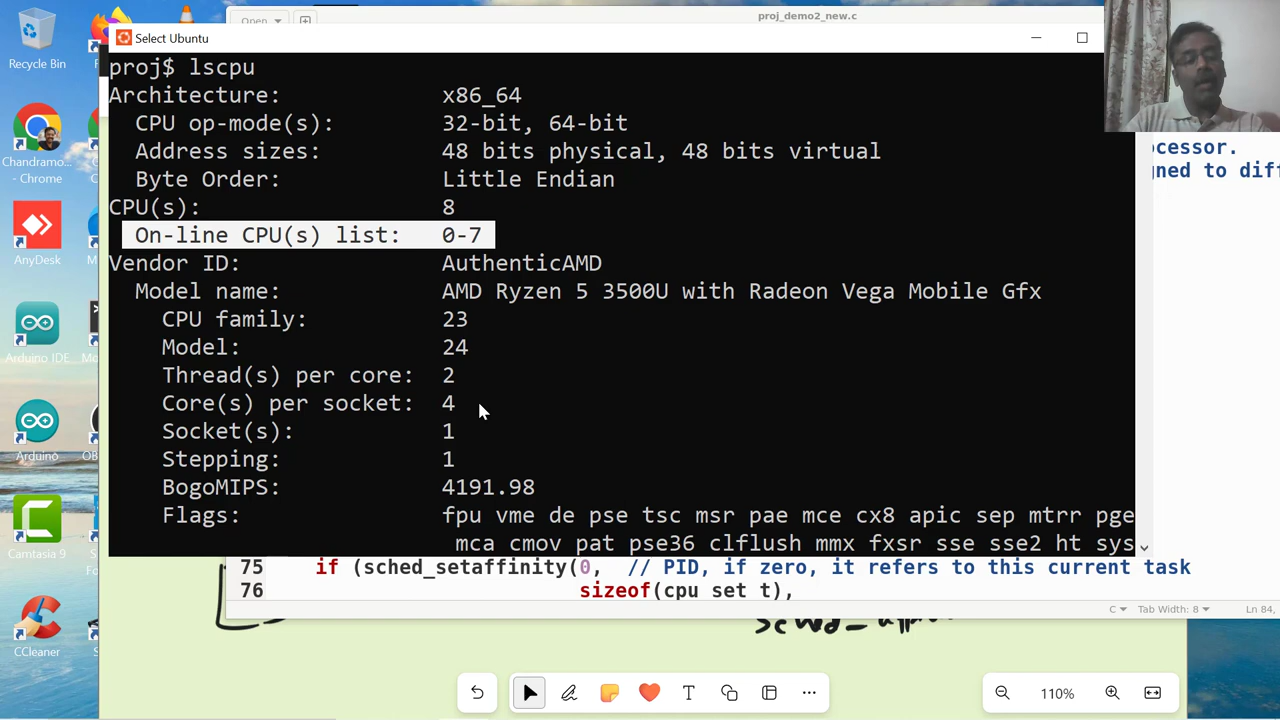 Recycle Bin
Chandramo...
- Chrome
AnyDesk
Arduino IDE
Arduino
Camtasia 9
CCleaner
Open
proj_demo2_new.c
Select Ubuntu
proj$ lscpu
Architecture: x86_64
CPU op-mode(s): 32-bit, 64-bit
Address sizes: 48 bits physical, 48 bits virtual
Byte Order: Little Endian
CPU(s): 8
On-line CPU(s) list: 0-7
Vendor ID: AuthenticAMD
Model name: AMD Ryzen 5 3500U with Radeon Vega Mobile Gfx
CPU family: 23
Model: 24
Thread(s) per core: 2
Core(s) per socket: 4
Socket(s): 1
Stepping: 1
BogoMIPS: 4191.98
Flags: fpu vme de pse tsc msr pae mce cx8 apic sep mtrr pge
mca cmov pat pse36 clflush mmx fxsr sse sse2 ht sys
ocessor.
gned to diff
75 if (sched_setaffinity(0, // PID, if zero, it refers to this current task
76 sizeof(cpu_set_t),
C Tab Width: 8 Ln 84,
T
110%